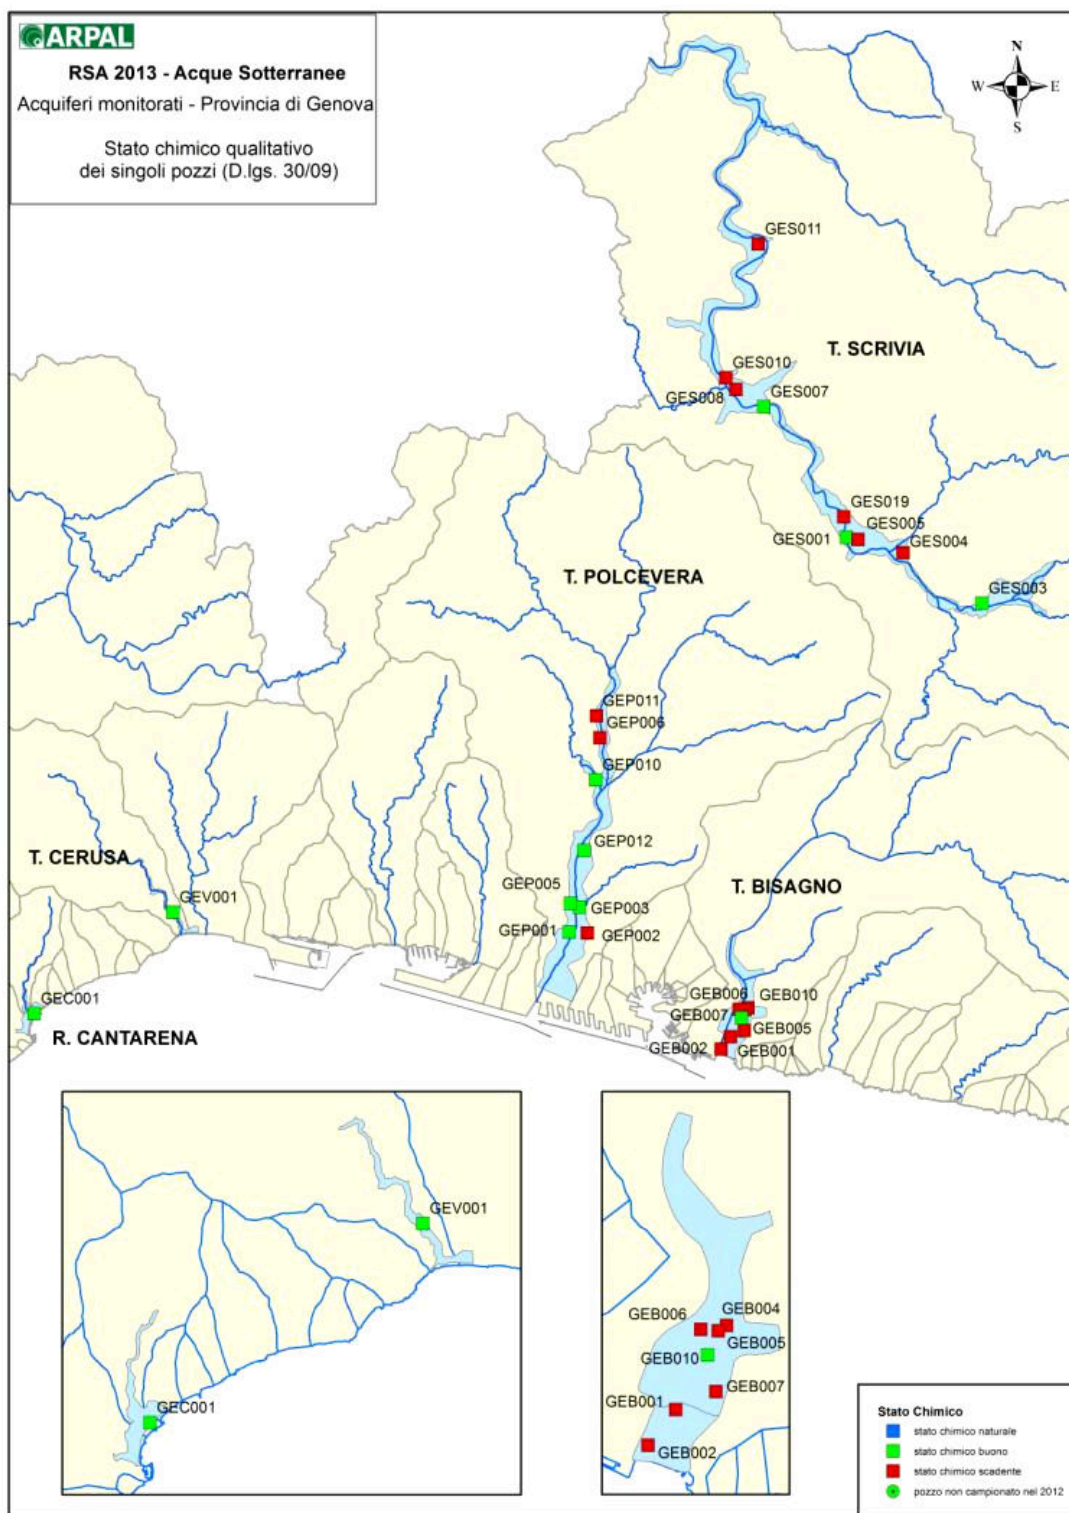 ARPAL
RSA 2013 - Acque Sotterranee
Acquiferi monitorati - Provincia di Genova
Stato chimico qualitativo
dei singoli pozzi (D.lgs. 30/09)
N
W E
S
GES011
T. SCRIVIA
GES010
GES008
GES007
GES019
GES005
GES001
GES004
T. POLCEVERA
GES003
GEP011
GEP006
GEP010
GEP012
T. CERUSA
GEP005
T. BISAGNO
GEV001
GEP003
GEP001
GEP002
GEB006
GEB010
GEC001
GEB007
GEB005
R. CANTARENA
GEB002
GEB001
GEV001
GEC001
GEB006
GEB004
GEB005
GEB010
GEB007
GEB001
GEB002
Stato Chimico
stato chimico naturale
stato chimico buono
stato chimico scadente
pozzo non campionato nel 2012